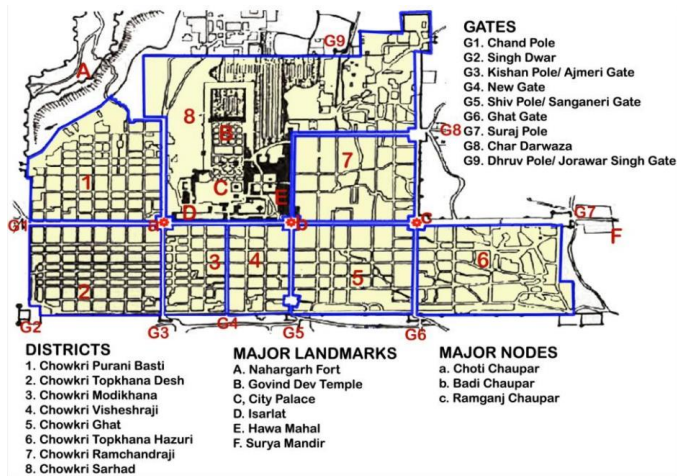 GATES
G1. Chand Pole
G2. Singh Dwar
G3. Kishan Pole/ Ajmeri Gate
G4. New Gate
G5. Shiv Pole/ Sanganeri Gate
G6. Ghat Gate
G7. Suraj Pole
G8. Char Darwaza
G9. Dhruv Pole/ Jorawar Singh Gate
G9
A
8
B
G8
7
1
C
E
D
G7
G1
a
b
C
F
3
4
6
2
5
G2
G3
G4
G5
G6
DISTRICTS
1. Chowkri Purani Basti
2. Chowkri Topkhana Desh
3. Chowkri Modikhana
4. Chowkri Visheshraji
5. Chowkri Ghat
6. Chowkri Topkhana Hazuri
7. Chowkri Ramchandraji
8. Chowkri Sarhad
MAJOR LANDMARKS
A. Nahargarh Fort
B. Govind Dev Temple
C, City Palace
D. Isarlat
E. Hawa Mahal
F. Surya Mandir
MAJOR NODES
a. Choti Chaupar
b. Badi Chaupar
c. Ramganj Chaupar